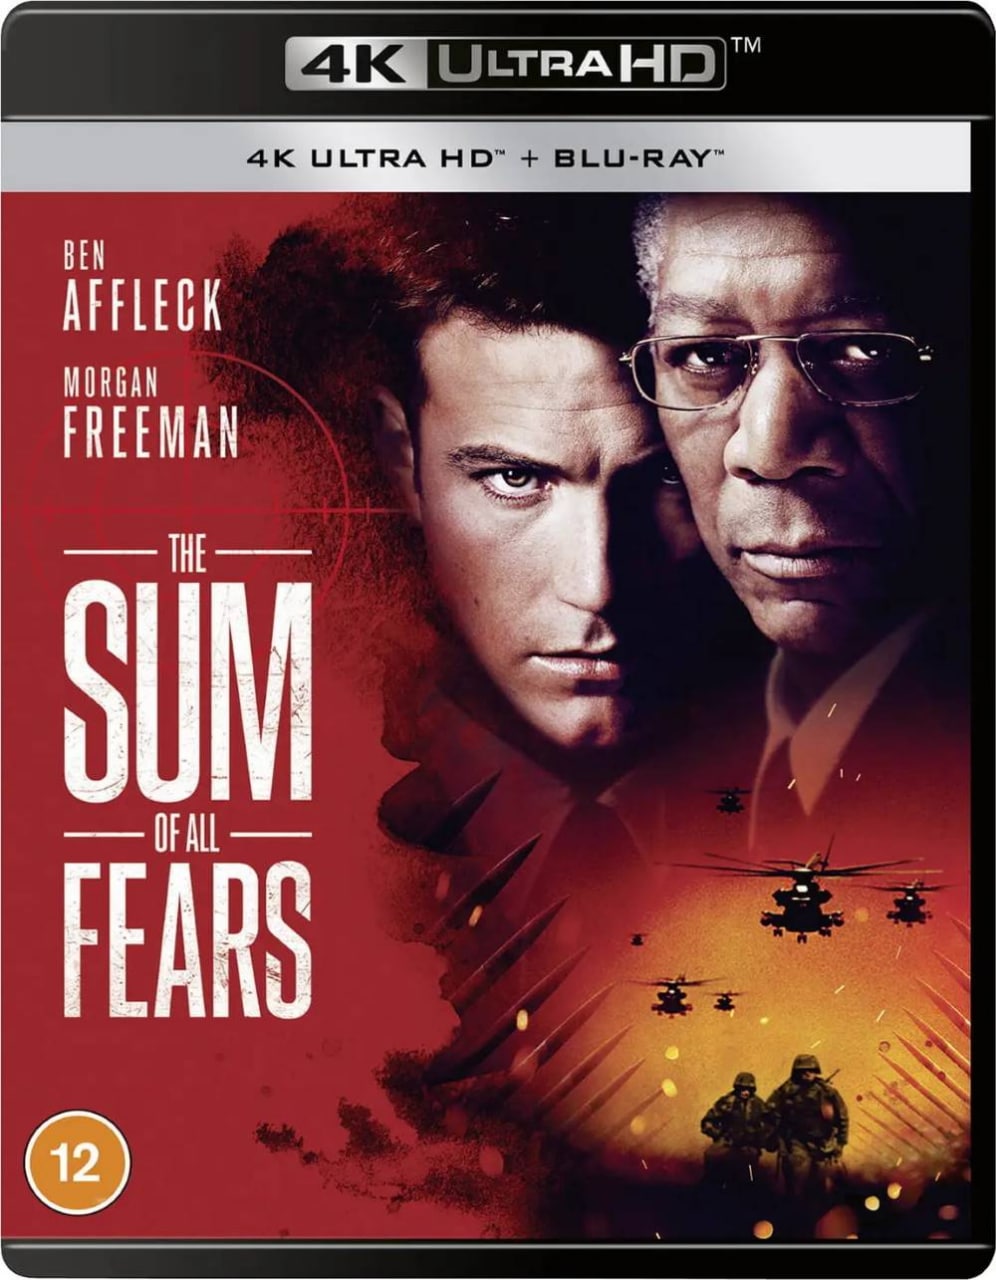 4K ULTRAHD™
4K ULTRA HD™ + BLU-RAY™
BEN
AFFLECK
MORGAN
FREEMAN
THE
SUM
OF ALL
FEARS
12